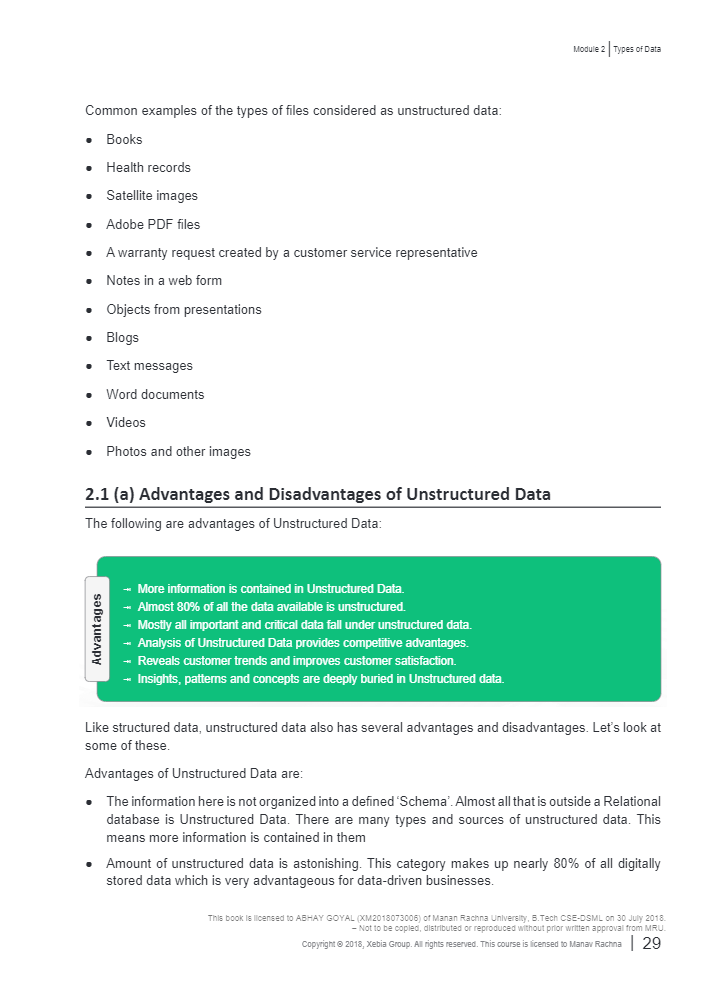 Module 2 | Types of Data
Common examples of the types of files considered as unstructured data:
● Books
● Health records
● Satellite images
● Adobe PDF files
● A warranty request created by a customer service representative
● Notes in a web form
● Objects from presentations
● Blogs
● Text messages
● Word documents
● Videos
● Photos and other images
2.1 (a) Advantages and Disadvantages of Unstructured Data
The following are advantages of Unstructured Data:
Advantages
→ More information is contained in Unstructured Data.
→ Almost 80% of all the data available is unstructured.
→ Mostly all important and critical data fall under unstructured data.
→ Analysis of Unstructured Data provides competitive advantages.
→ Reveals customer trends and improves customer satisfaction.
→ Insights, patterns and concepts are deeply buried in Unstructured data.
Like structured data, unstructured data also has several advantages and disadvantages. Let's look at
some of these.
Advantages of Unstructured Data are:
● The information here is not organized into a defined ‘Schema’. Almost all that is outside a Relational
database is Unstructured Data. There are many types and sources of unstructured data. This
means more information is contained in them
● Amount of unstructured data is astonishing. This category makes up nearly 80% of all digitally
stored data which is very advantageous for data-driven businesses.
This book is licensed to ABHAY GOYAL (XM2018073006) of Manan Rachna University, B.Tech CSE-DSML on 30 July 2018.
– Not to be copied, distributed or reproduced without prior written approval from MRU.
Copyright © 2018, Xebia Group. All rights reserved. This course is licensed to Manav Rachna | 29